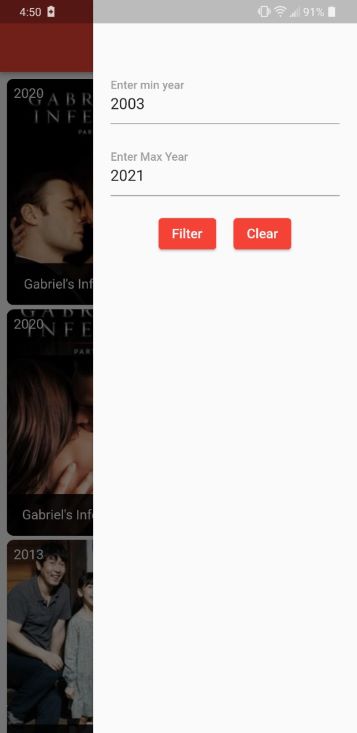 4:50
91%
Enter min year
2003
Enter Max Year
2021
Filter
Clear
2020
GABRI
INFE
PAR
Gabriel's Inf
2020
INFE
PAR
Gabriel's Inf
2013